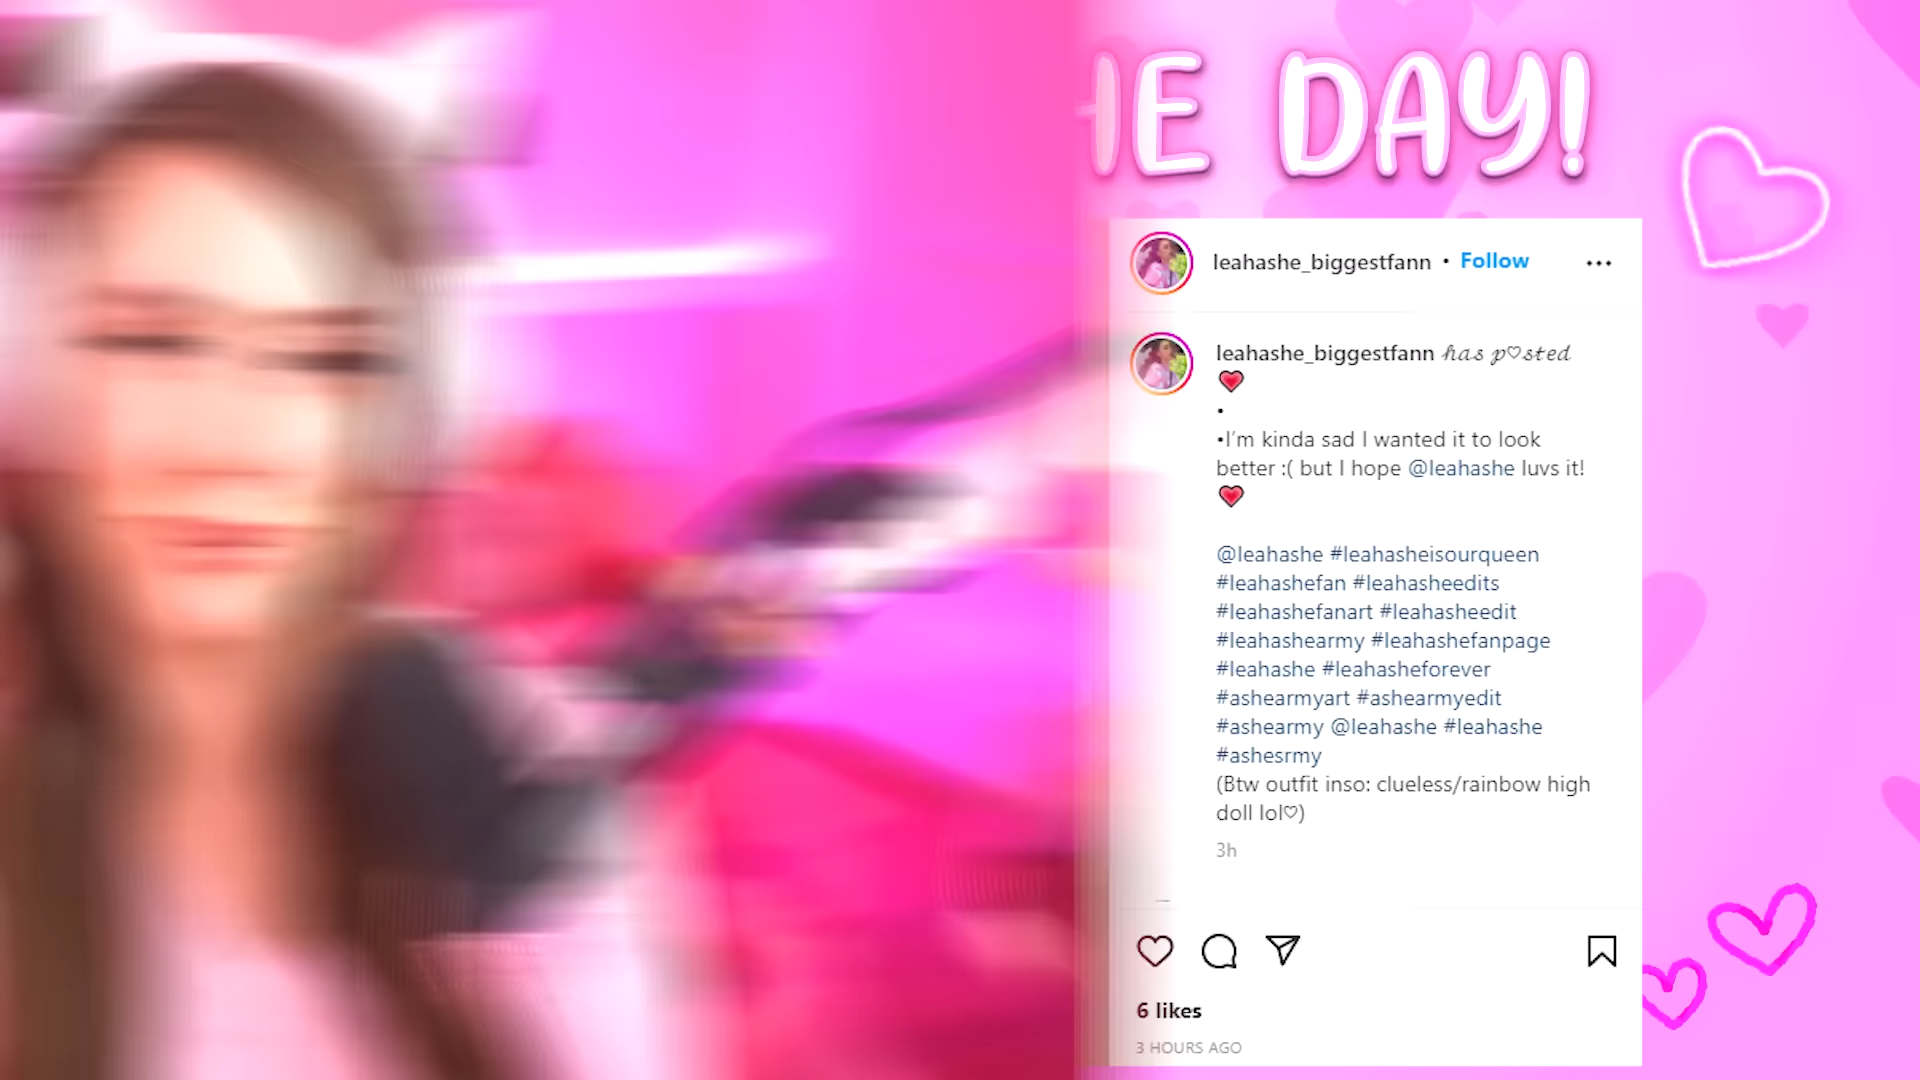 HE DAY!
leahashe_biggestfann • Follow
leahashe_biggestfann 𝒽𝒶𝓈 𝓅♡𝓈𝓉𝑒𝒹
❤
•
•I'm kinda sad I wanted it to look
better :( but I hope @leahashe luvs it!
❤
@leahashe #leahasheisourqueen
#leahashefan #leahasheedits
#leahashefanart #leahasheedit
#leahashearmy #leahashefanpage
#leahashe #leahasheforever
#ashearmyart #ashearmyedit
#ashearmy @leahashe #leahashe
#ashesrmy
(Btw outfit inso: clueless/rainbow high
doll lol♡)
3h
6 likes
3 HOURS AGO